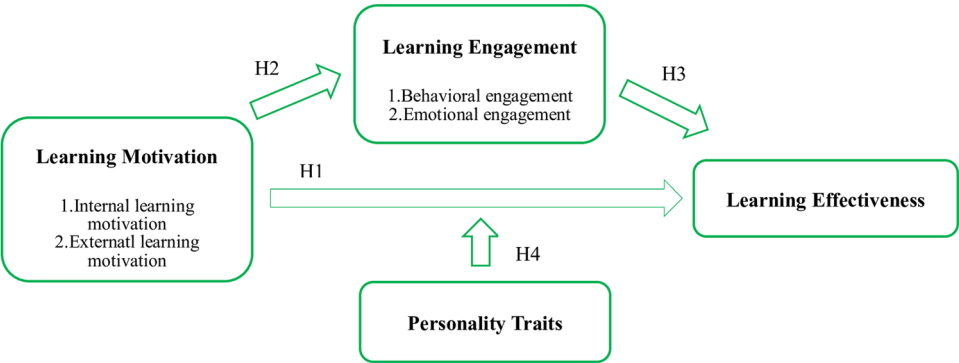 Learning Engagement
1.Behavioral engagement
2.Emotional engagement
H2
H3
Learning Motivation
1.Internal learning
motivation
2.Externatl learning
motivation
H1
Learning Effectiveness
H4
Personality Traits